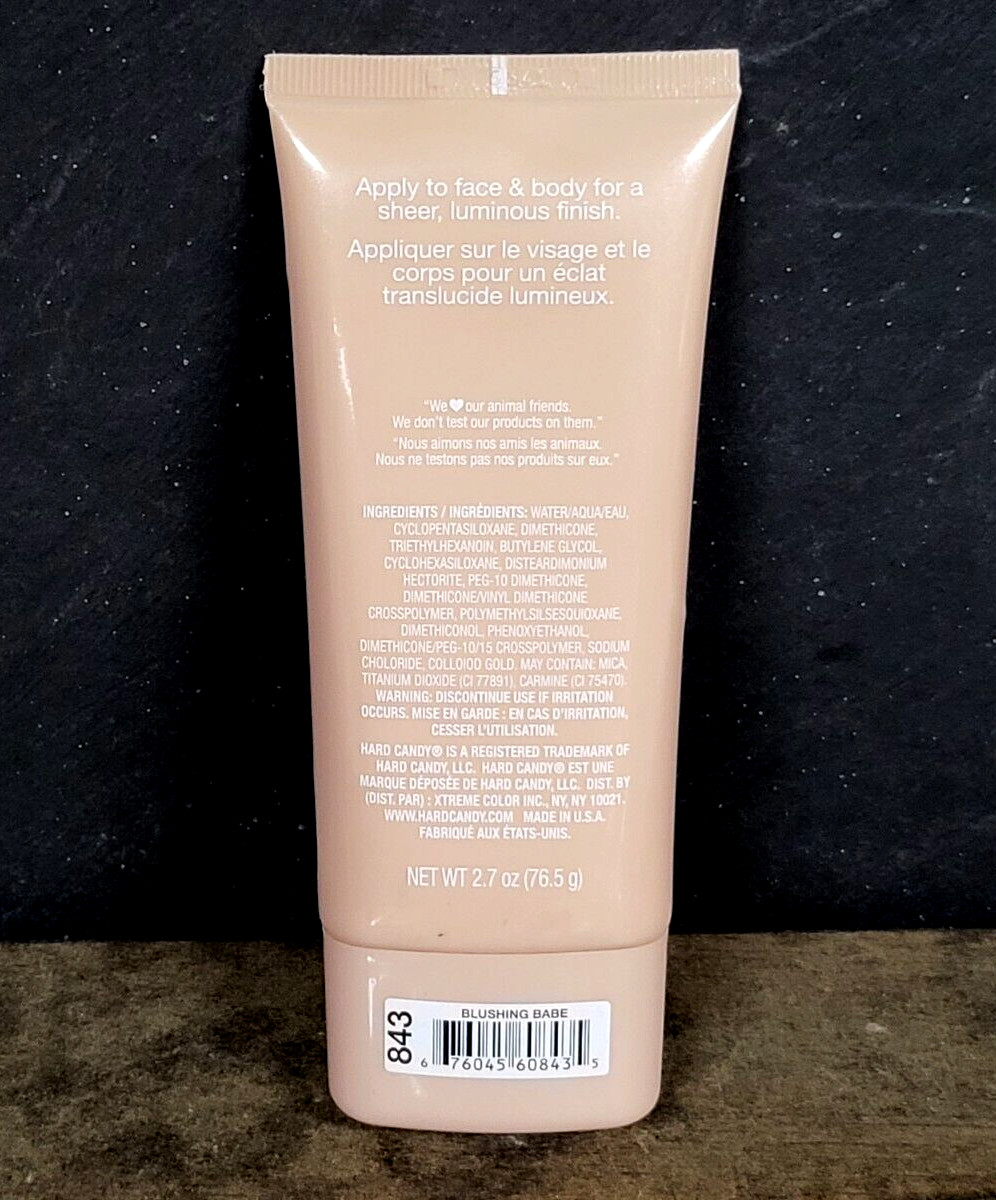 Apply to face & body for a
sheer, luminous finish.
Appliquer sur le visage et le
corps pour un éclat
translucide lumineux.
“We ♥ our animal friends.
We don't test our products on them.”
“Nous aimons nos amis les animaux.
Nous ne testons pas nos produits sur eux.”
INGREDIENTS / INGRÉDIENTS: WATER/AQUA/EAU,
CYCLOPENTASILOXANE, DIMETHICONE,
TRIETHYLHEXANOIN, BUTYLENE GLYCOL,
CYCLOHEXASILOXANE, DISTEARDIMONIUM
HECTORITE, PEG-10 DIMETHICONE,
DIMETHICONE/VINYL DIMETHICONE
CROSSPOLYMER, POLYMETHYLSILSESQUIOXANE,
DIMETHICONOL, PHENOXYETHANOL,
DIMETHICONE/PEG-10/15 CROSSPOLYMER, SODIUM
CHOLORIDE, COLLOIOD GOLD. MAY CONTAIN: MICA,
TITANIUM DIOXIDE (CI 77891), CARMINE (CI 75470).
WARNING: DISCONTINUE USE IF IRRITATION
OCCURS. MISE EN GARDE : EN CAS D'IRRITATION,
CESSER L'UTILISATION.
HARD CANDY® IS A REGISTERED TRADEMARK OF
HARD CANDY, LLC. HARD CANDY® EST UNE
MARQUE DÉPOSÉE DE HARD CANDY, LLC. DIST. BY
(DIST. PAR) : XTREME COLOR INC., NY, NY 10021.
WWW.HARDCANDY.COM MADE IN U.S.A.
FABRIQUÉ AUX ÉTATS-UNIS.
NET WT 2.7 oz (76.5 g)
BLUSHING BABE
843
6 76045 60843 5